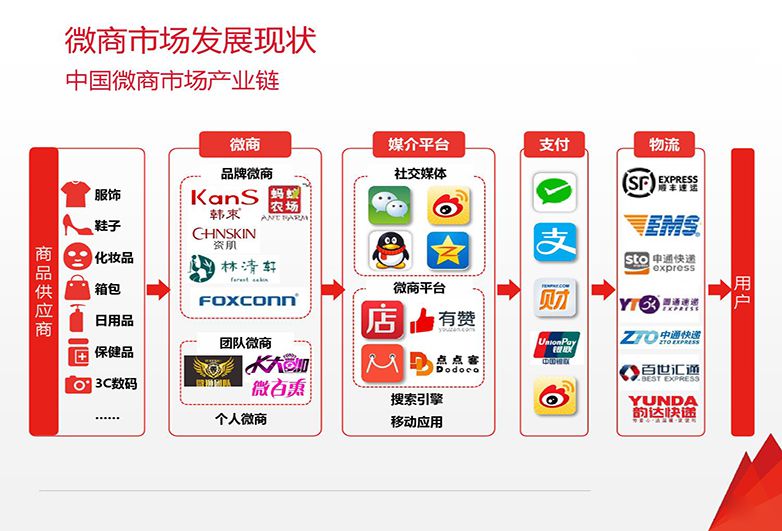 微商市场发展现状
中国微商市场产业链
商品供应商
服饰
鞋子
化妆品
箱包
日用品
保健品
3C数码
......
微商
品牌微商
KanS
韩束
蚂蚁农场
ANT FARM
CHNSKIN
瓷肌
林清轩
forest cabin
FOXCONN
团队微商
微百惠
个人微商
媒介平台
社交媒体
微商平台
店
有赞
youzan.com
点点客
Dodoca
搜索引擎
移动应用
支付
支
TENPAY.COM
财
UnionPay
银联
中国银联
物流
SF EXPRESS
顺丰速运
EMS
sto 申通快递
express
YTO 圆通速递
EXPRESS
ZTO 中通快递
ZTO EXPRESS
百世汇通
BEST EXPRESS
YUNDA
韵达快递
用户